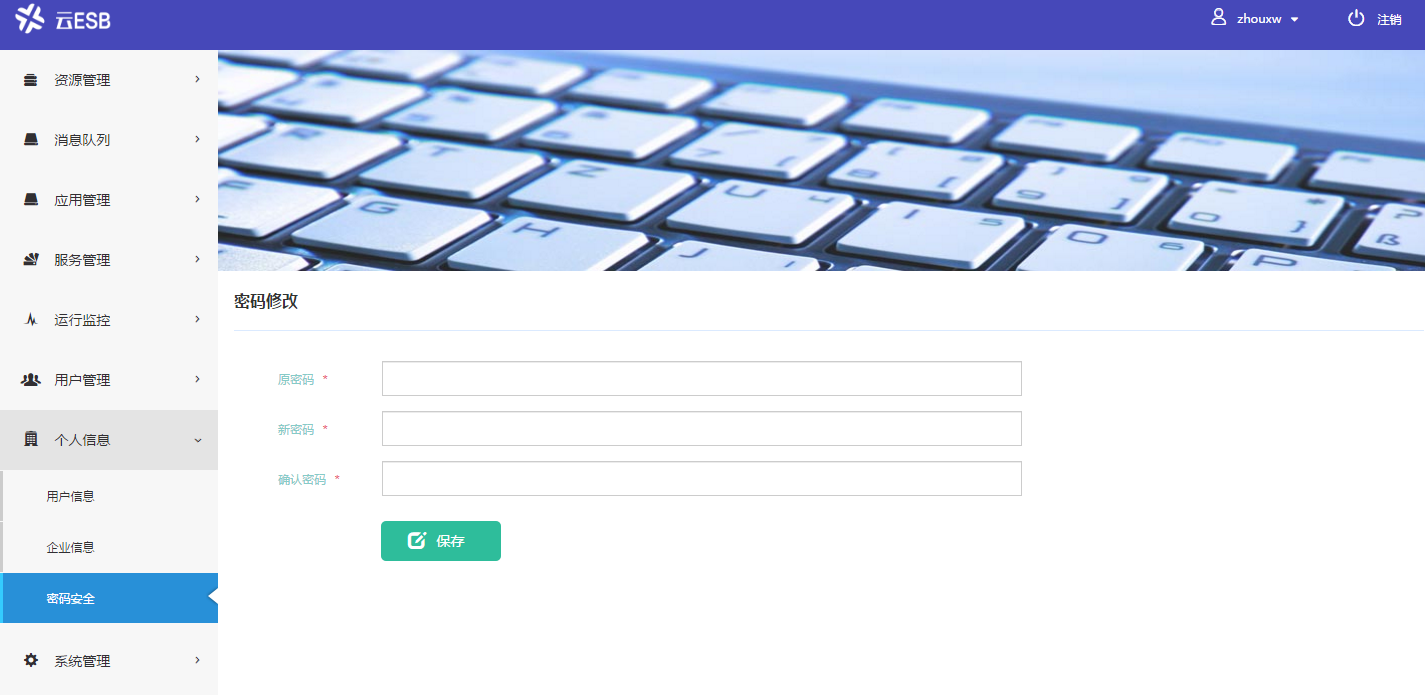 云ESB
zhouxw
注销
资源管理
消息队列
应用管理
服务管理
运行监控
用户管理
个人信息
用户信息
企业信息
密码安全
系统管理
密码修改
原密码 *
新密码 *
确认密码 *
保存